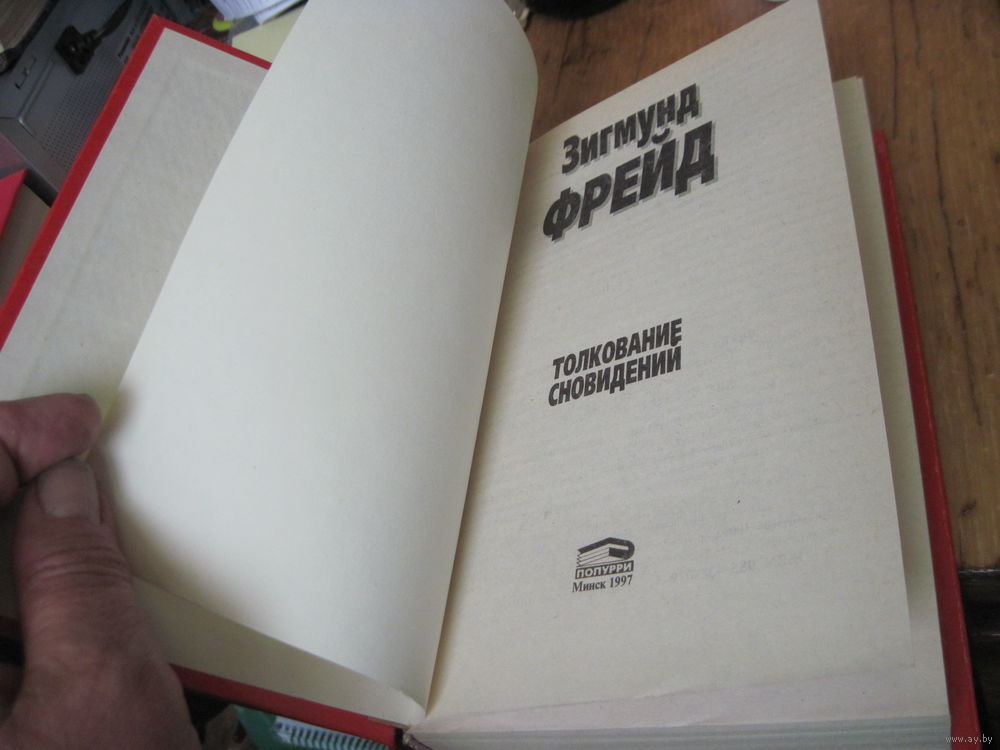 Зигмунд
ФРЕЙД
ТОЛКОВАНИЕ
СНОВИДЕНИЙ
ПОПУРРИ
Минск 1997
www.ay.by